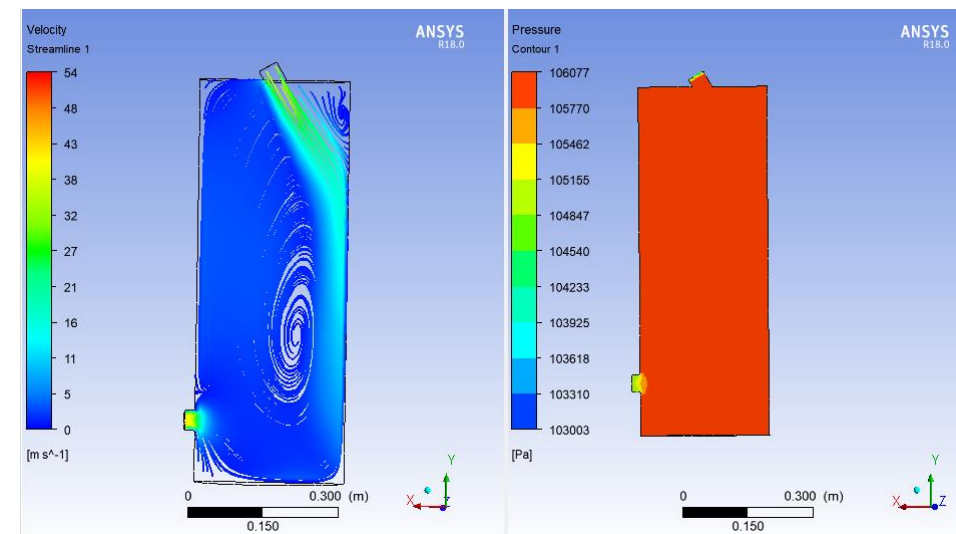 Velocity
Streamline 1
ANSYS
R18.0
54
48
43
38
32
27
21
16
11
5
0
[m s^-1]
0 0.300 (m)
0.150
Y
X
Z
Pressure
Contour 1
ANSYS
R18.0
106077
105770
105462
105155
104847
104540
104233
103925
103618
103310
103003
[Pa]
0 0.300 (m)
0.150
Y
X
Z